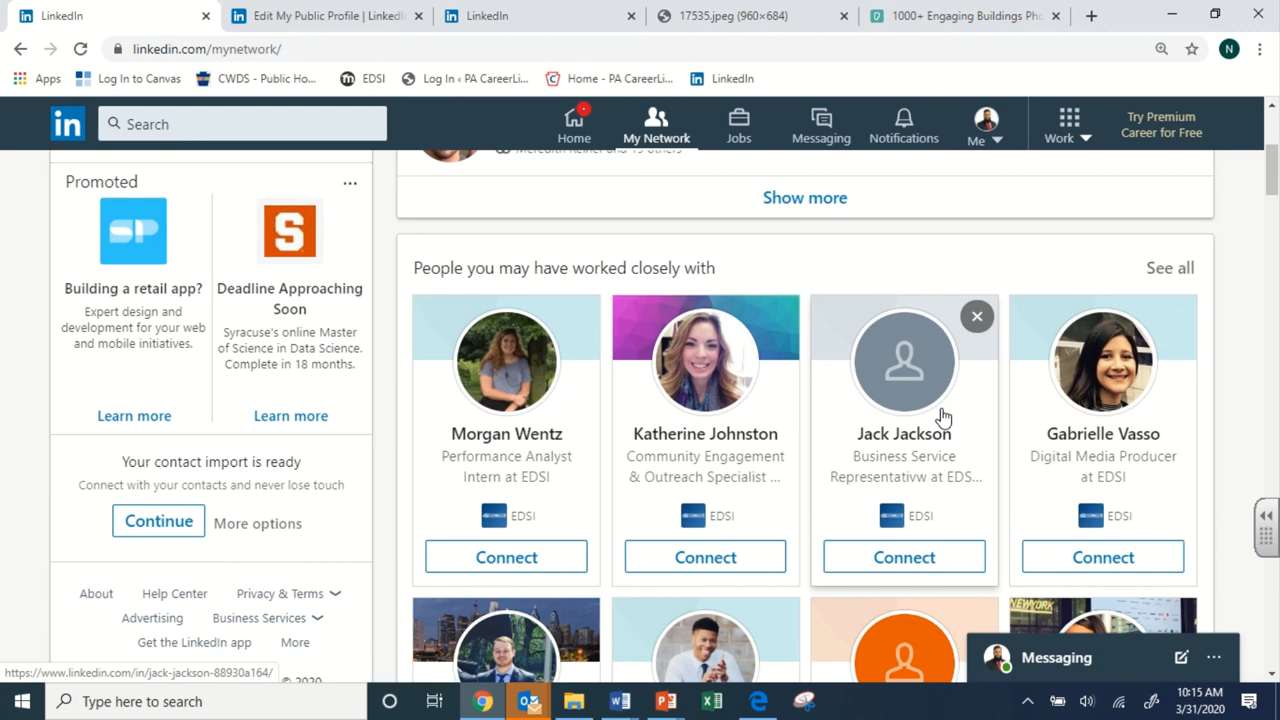 LinkedIn
Edit My Public Profile | LinkedIn
LinkedIn
17535.jpeg (960×684)
1000+ Engaging Buildings Pho
linkedin.com/mynetwork/
N
Apps
Log In to Canvas
CWDS - Public Ho...
EDSI
Log In ‹ PA CareerLi...
Home - PA CareerLi...
LinkedIn
in
Search
Home
My Network
Jobs
Messaging
Notifications
Me
Work
Try Premium
Career for Free
Promoted
...
SP
S
Building a retail app?
Expert design and
development for your web
and mobile initiatives.
Learn more
Deadline Approaching
Soon
Syracuse's online Master
of Science in Data Science.
Complete in 18 months.
Learn more
Your contact import is ready
Connect with your contacts and never lose touch
Continue
More options
About
Help Center
Privacy & Terms
Advertising
Business Services
Get the LinkedIn app
More
© 2020
Show more
People you may have worked closely with
See all
Morgan Wentz
Performance Analyst
Intern at EDSI
EDSI
Connect
Katherine Johnston
Community Engagement
& Outreach Specialist ...
EDSI
Connect
Jack Jackson
Business Service
Representativw at EDS...
EDSI
Connect
Gabrielle Vasso
Digital Media Producer
at EDSI
EDSI
Connect
Messaging
...
https://www.linkedin.com/in/jack-jackson-88930a164/
Type here to search
10:15 AM
3/31/2020